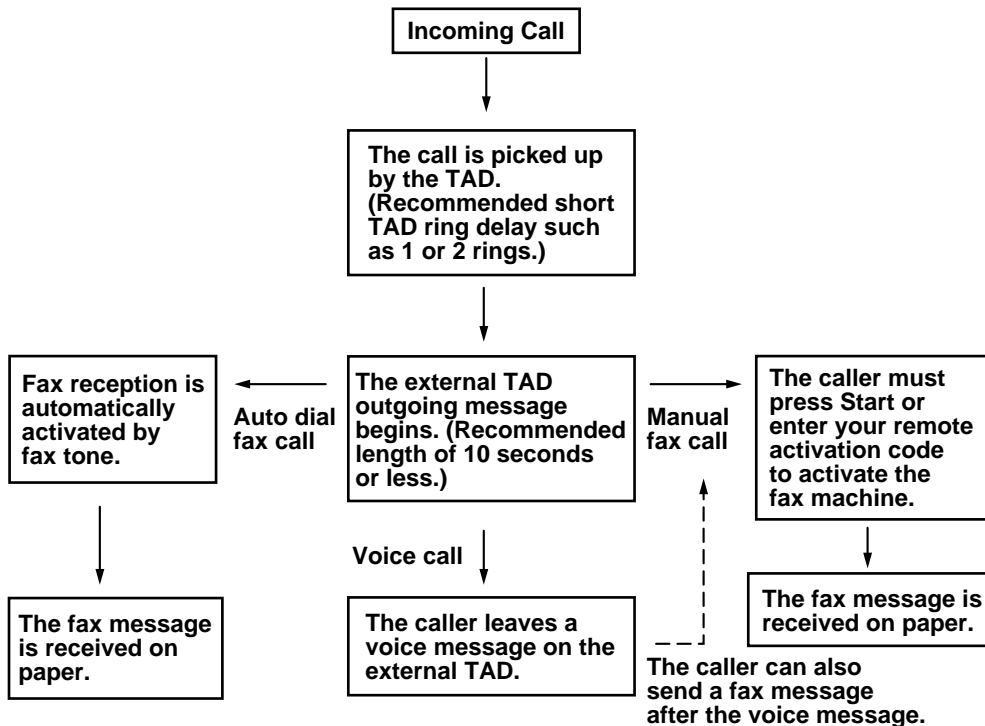 Incoming Call
The call is picked up
by the TAD.
(Recommended short
TAD ring delay such
as 1 or 2 rings.)
Fax reception is
automatically
activated by
fax tone.
Auto dial
fax call
The external TAD
outgoing message
begins. (Recommended
length of 10 seconds
or less.)
Manual
fax call
The caller must
press Start or
enter your remote
activation code
to activate the
fax machine.
Voice call
The fax message
is received on
paper.
The caller leaves a
voice message on the
external TAD.
The fax message is
received on paper.
The caller can also
send a fax message
after the voice message.